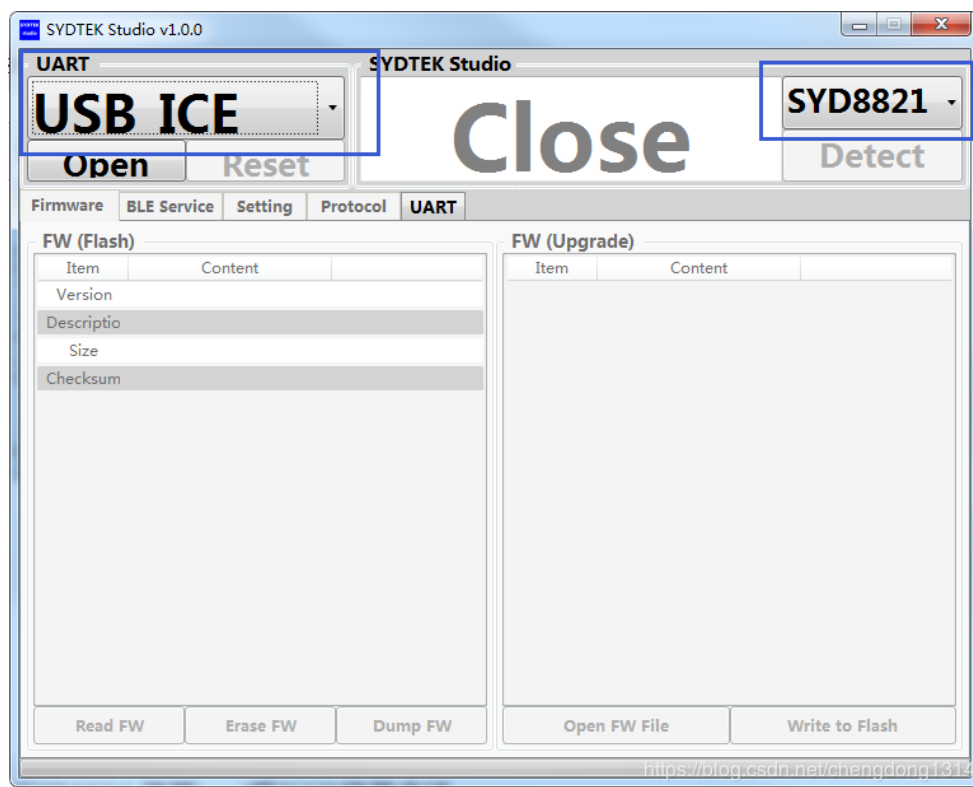 SYDTEK Studio v1.0.0
UART
SYDTEK Studio
USB ICE
Close
SYD8821
Open
Reset
Detect
Firmware BLE Service Setting Protocol UART
FW (Flash)
FW (Upgrade)
Item Content
Item Content
Version
Descriptio
Size
Checksum
Read FW Erase FW Dump FW
Open FW File Write to Flash
https://blog.csdn.net/chengdong1314